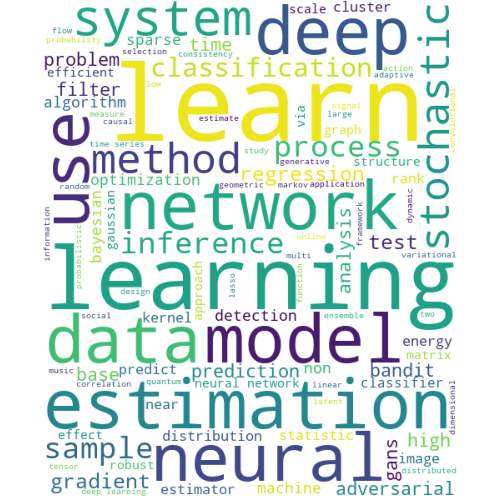 system
deep
scale cluster
stochastic
flow
probability
sparse
time
selection
consistency
problem
efficient
filter
algorithm
classification
low
action
adaptive
convolutional
learn
measure
causal
estimate
via
signal
large
graph
use
method
time series
study
process
generative
structure
optimization
regression
rank
random
geometric
markov
application
dynamic
network
information
probabilistic
bayesian
gaussian
inference
online
multi
analysis
framework
test
variational
learning
approach
lasso
function
design
social
kernel
detection
ensemble
two
data
model
energy
matrix
music
base
predict
prediction
non
bandit
correlation
quantum
neural network
linear
classifier
estimation
near
latent
dimensional
effect
distribution
statistic
high
sample
neural
gans
image
robust
tensor
distributed
gradient
deep learning
estimator
machine
adversarial